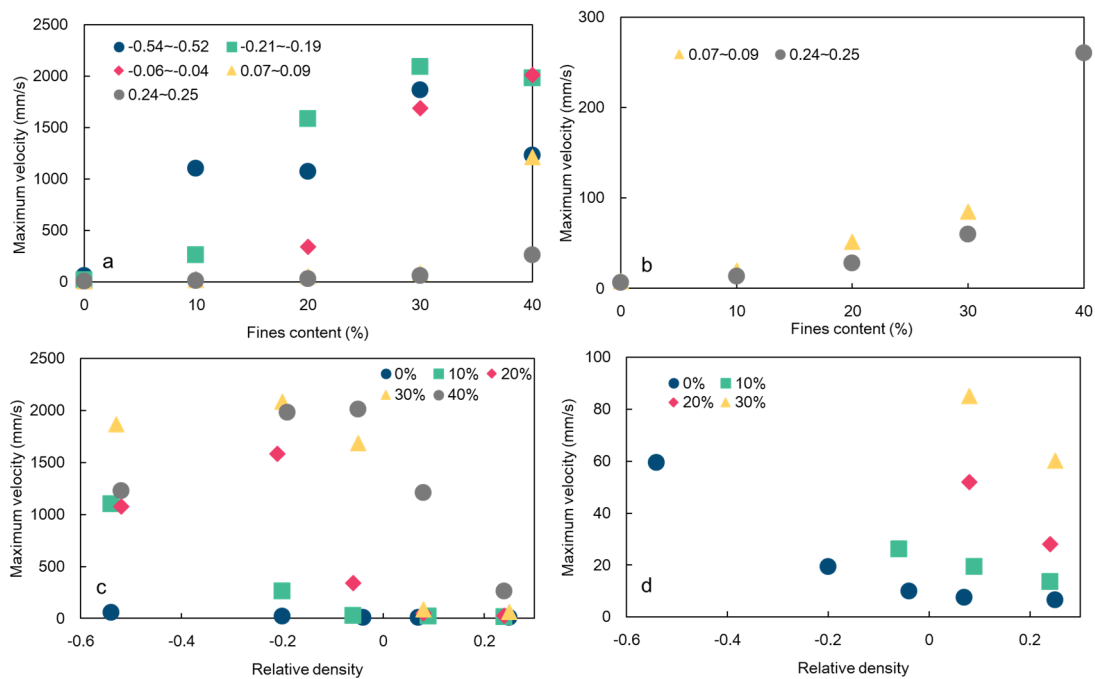 2500
2000
1500
1000
500
0
Maximum velocity (mm/s)
-0.54~-0.52 -0.21~-0.19
-0.06~-0.04 0.07~0.09
0.24~0.25
a
0 10 20 30 40
Fines content (%)
300
200
100
0
Maximum velocity (mm/s)
0.07~0.09 0.24~0.25
b
0 10 20 30 40
Fines content (%)
2500
2000
1500
1000
500
0
Maximum velocity (mm/s)
0% 10% 20%
30% 40%
c
-0.6 -0.4 -0.2 0 0.2
Relative density
100
80
60
40
20
0
Maximum velocity (mm/s)
0% 10%
20% 30%
d
-0.6 -0.4 -0.2 0 0.2
Relative density